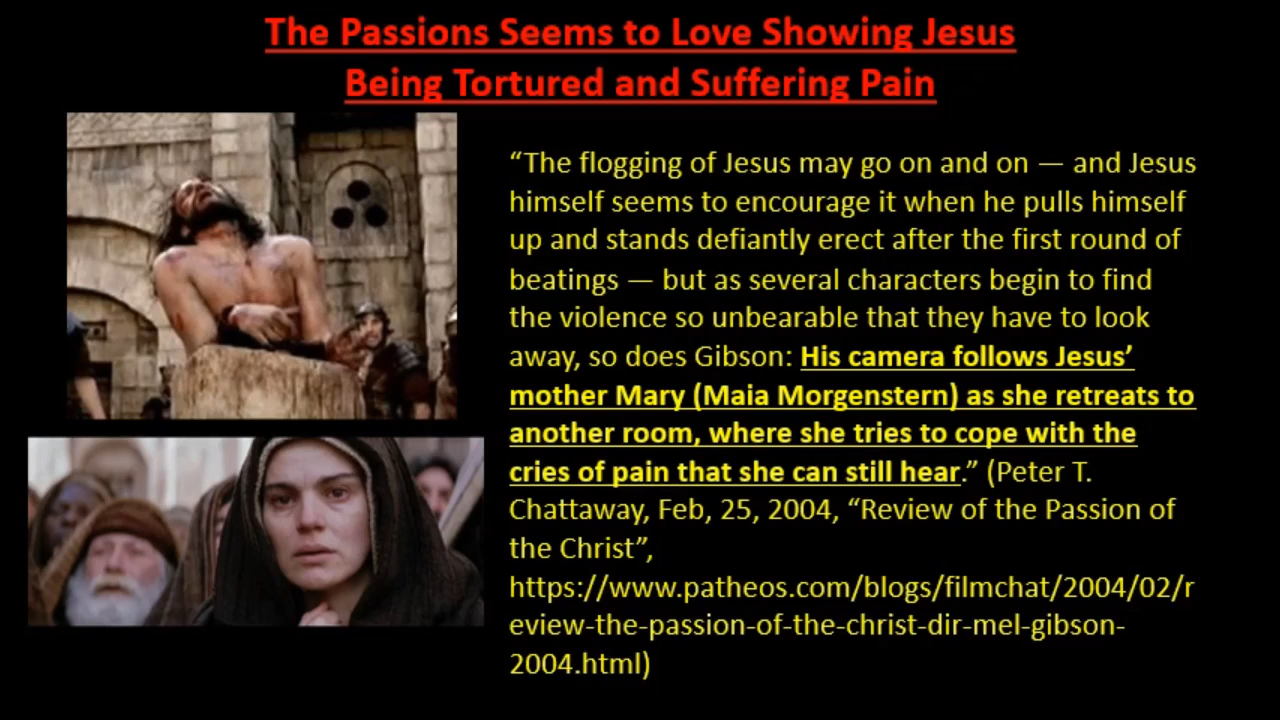 The Passions Seems to Love Showing Jesus
Being Tortured and Suffering Pain
“The flogging of Jesus may go on and on — and Jesus
himself seems to encourage it when he pulls himself
up and stands defiantly erect after the first round of
beatings — but as several characters begin to find
the violence so unbearable that they have to look
away, so does Gibson: His camera follows Jesus’
mother Mary (Maia Morgenstern) as she retreats to
another room, where she tries to cope with the
cries of pain that she can still hear.” (Peter T.
Chattaway, Feb, 25, 2004, “Review of the Passion of
the Christ”,
https://www.patheos.com/blogs/filmchat/2004/02/r
eview-the-passion-of-the-christ-dir-mel-gibson-
2004.html)